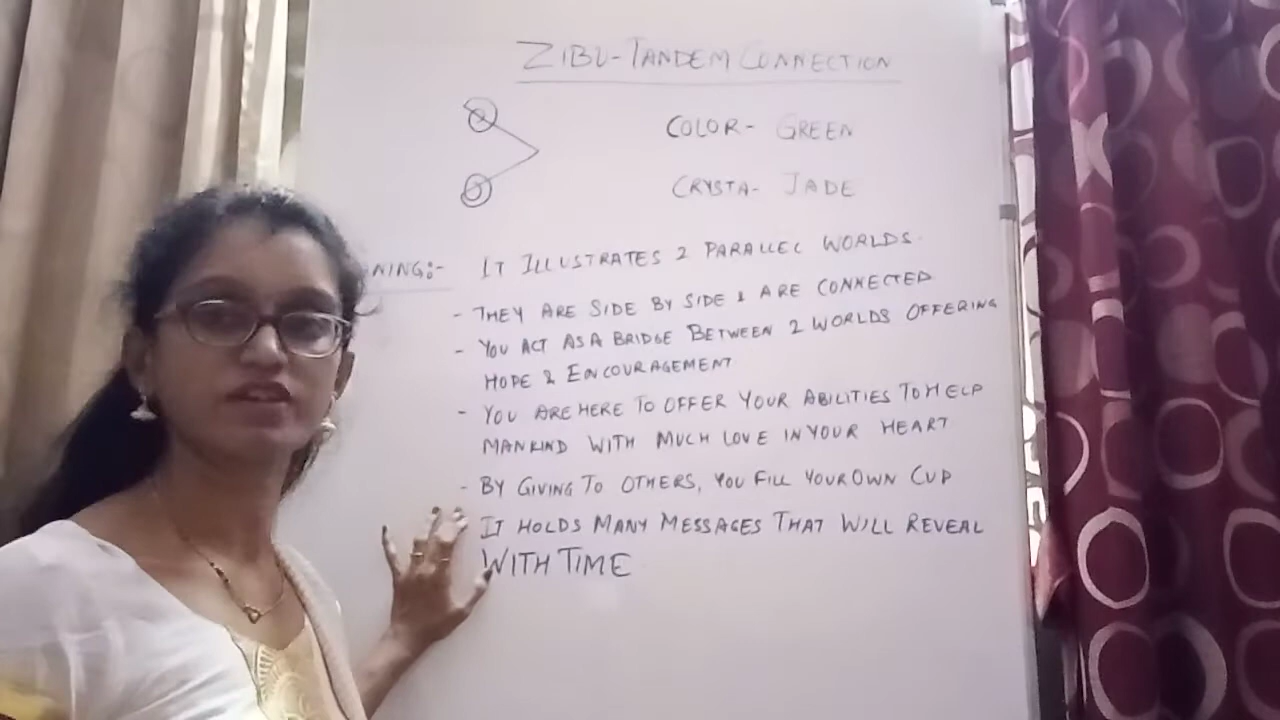 ZIBU-TANDEM CONNECTION
COLOR- GREEN
CRYSTA- JADE
NING:- IT ILLUSTRATES 2 PARALLEL WORLDS.
- THEY ARE SIDE BY SIDE & ARE CONNECTED
- YOU ACT AS A BRIDGE BETWEEN 2 WORLDS OFFERING
HOPE & ENCOURAGEMENT
- YOU ARE HERE TO OFFER YOUR ABILITIES TO HELP
MANKIND WITH MUCH LOVE IN YOUR HEART
- BY GIVING TO OTHERS, YOU FILL YOUR OWN CUP
IT HOLDS MANY MESSAGES THAT WILL REVEAL
WITH TIME